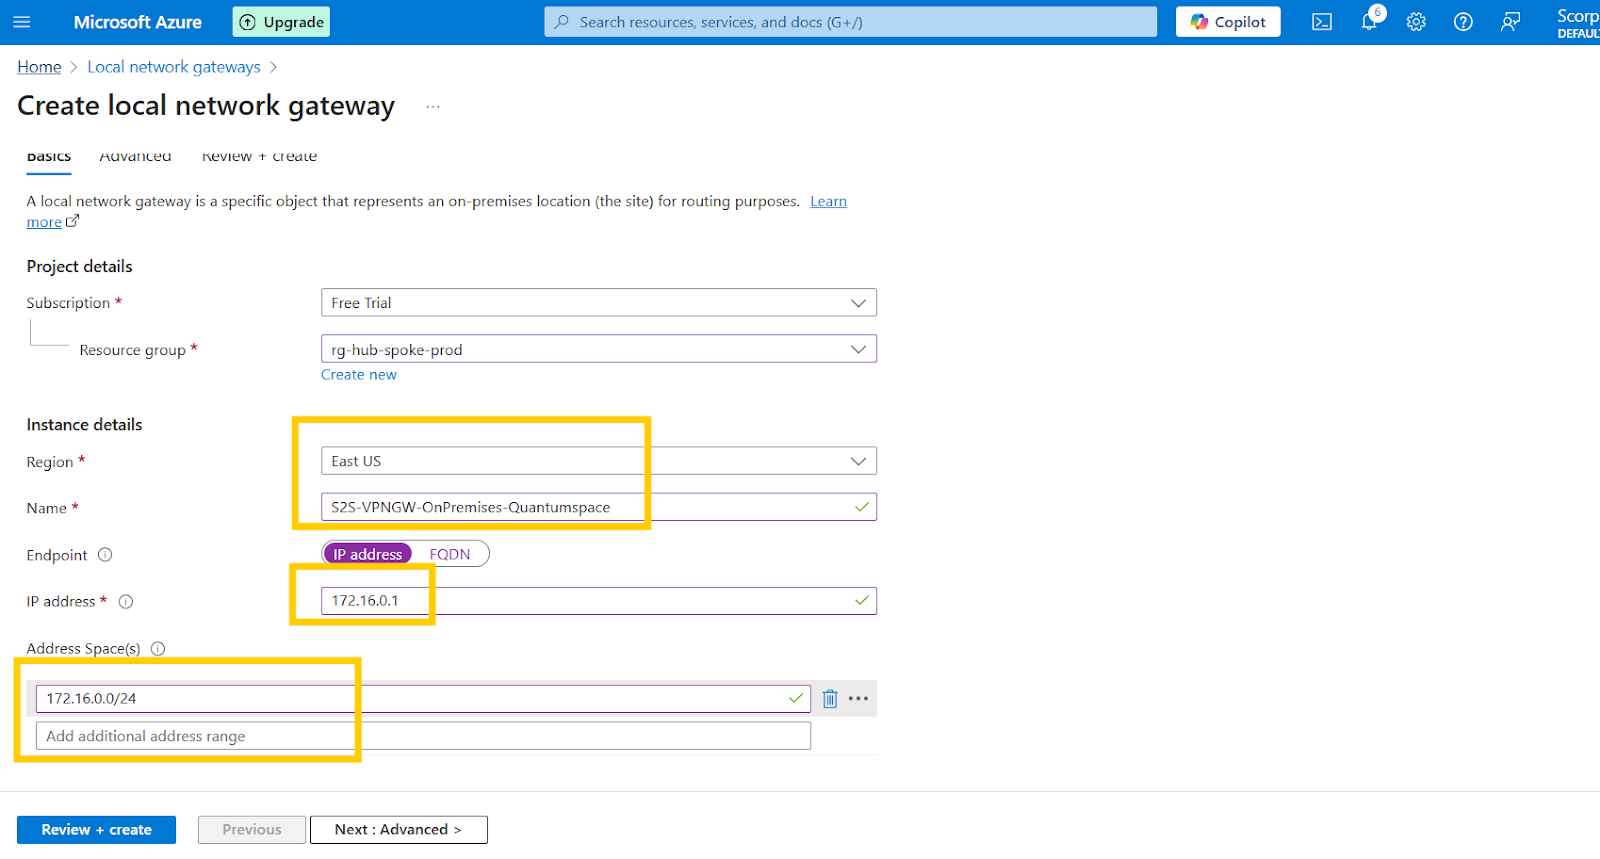 Microsoft Azure
Upgrade
Search resources, services, and docs (G+/)
Copilot
6
Scorp
DEFAULT
Home > Local network gateways >
Create local network gateway ...
Basics Advanced Review + create
A local network gateway is a specific object that represents an on-premises location (the site) for routing purposes. Learn
more
Project details
Subscription * Free Trial
Resource group * rg-hub-spoke-prod
Create new
Instance details
Region * East US
Name * S2S-VPNGW-OnPremises-Quantumspace
Endpoint IP address FQDN
IP address * 172.16.0.1
Address Space(s)
172.16.0.0/24
Add additional address range
Review + create Previous Next : Advanced >